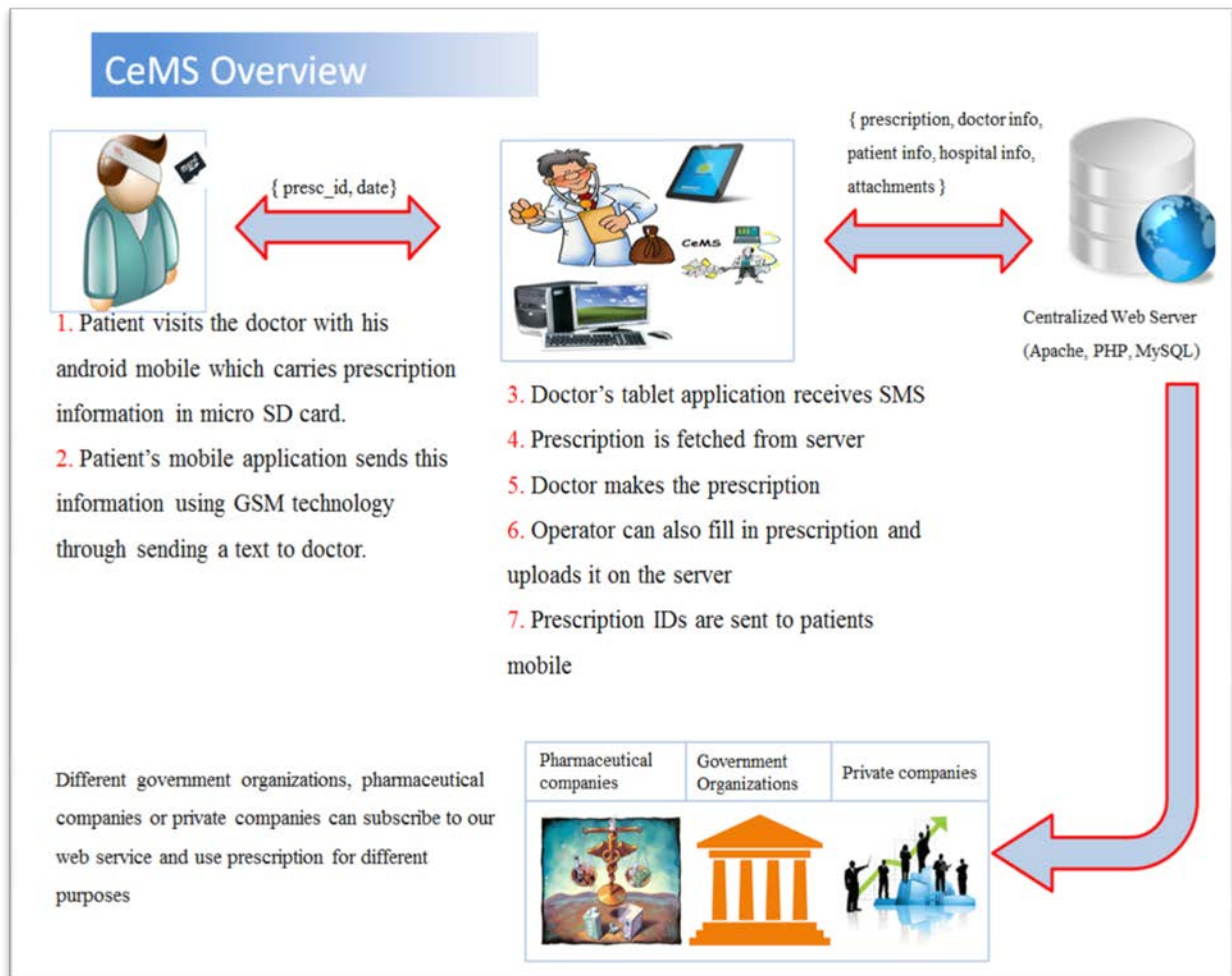 CeMS Overview
{ presc_id, date}
1. Patient visits the doctor with his
android mobile which carries prescription
information in micro SD card.
2. Patient's mobile application sends this
information using GSM technology
through sending a text to doctor.
CeMS
3. Doctor's tablet application receives SMS
4. Prescription is fetched from server
5. Doctor makes the prescription
6. Operator can also fill in prescription and
uploads it on the server
7. Prescription IDs are sent to patients
mobile
{ prescription, doctor info,
patient info, hospital info,
attachments }
Centralized Web Server
(Apache, PHP, MySQL)
Different government organizations, pharmaceutical
companies or private companies can subscribe to our
web service and use prescription for different
purposes
Pharmaceutical
companies
Government
Organizations
Private companies